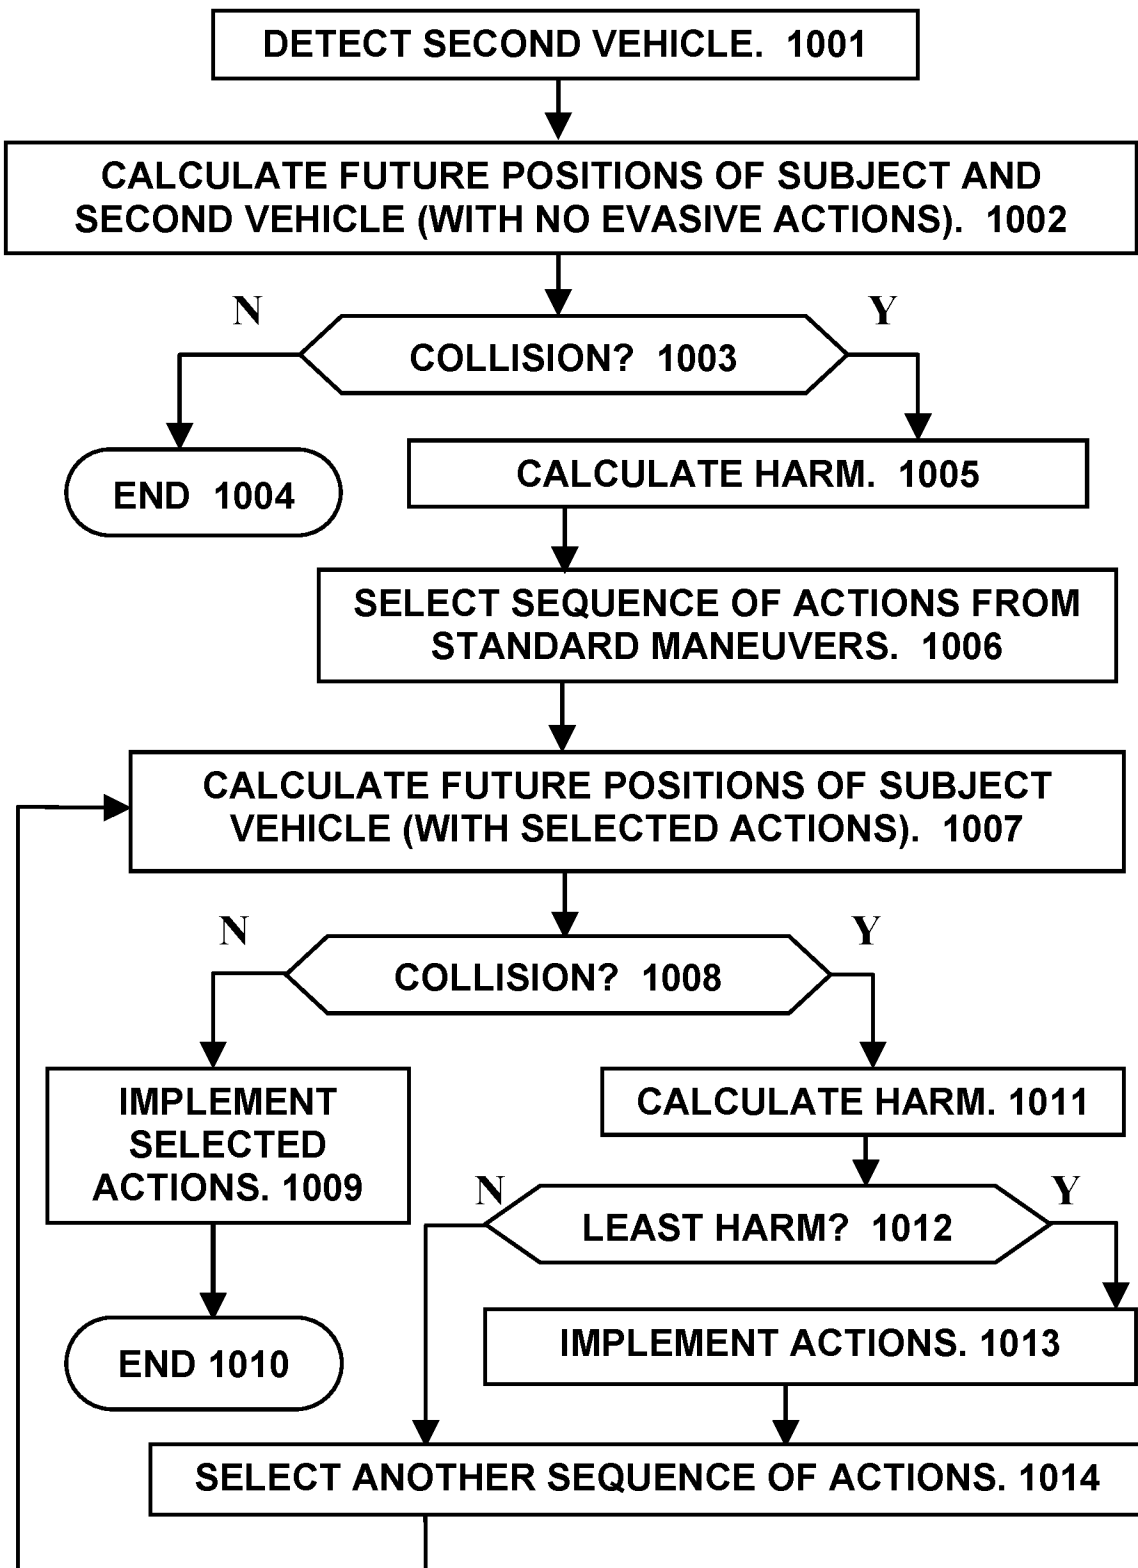 DETECT SECOND VEHICLE. 1001
CALCULATE FUTURE POSITIONS OF SUBJECT AND
SECOND VEHICLE (WITH NO EVASIVE ACTIONS). 1002
N
Y
COLLISION? 1003
END 1004
CALCULATE HARM. 1005
SELECT SEQUENCE OF ACTIONS FROM
STANDARD MANEUVERS. 1006
CALCULATE FUTURE POSITIONS OF SUBJECT
VEHICLE (WITH SELECTED ACTIONS). 1007
N
Y
COLLISION? 1008
IMPLEMENT
SELECTED
ACTIONS. 1009
CALCULATE HARM. 1011
N
Y
LEAST HARM? 1012
IMPLEMENT ACTIONS. 1013
END 1010
SELECT ANOTHER SEQUENCE OF ACTIONS. 1014